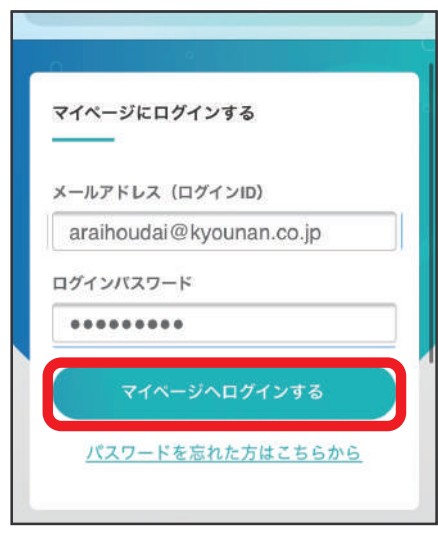 マイページにログインする
メールアドレス（ログインID）
araihoudai@kyounan.co.jp
ログインパスワード
●●●●●●●●●
マイページへログインする
パスワードを忘れた方はこちらから